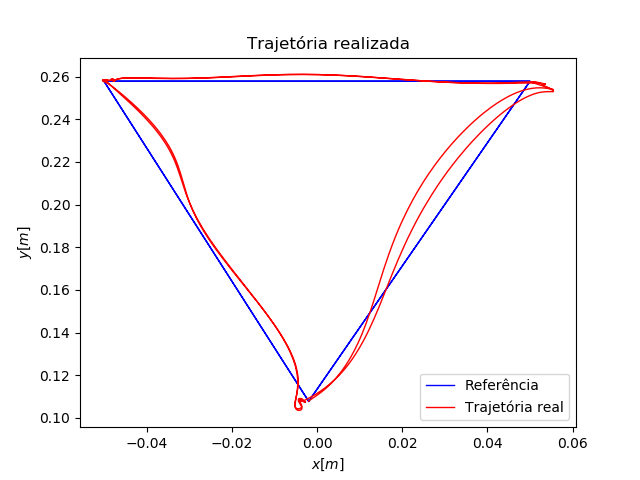 Trajetória realizada
0.26
0.24
0.22
0.20
0.18
0.16
0.14
0.12
0.10
y[m]
Referência
Trajetória real
−0.04 −0.02 0.00 0.02 0.04 0.06
x[m]